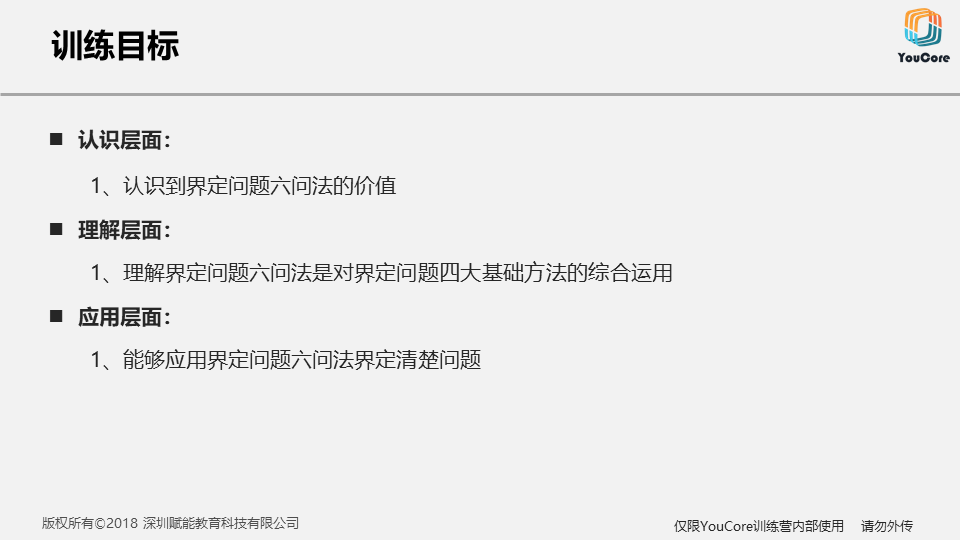 训练目标
YouCore
■ 认识层面：
1、认识到界定问题六问法的价值
■ 理解层面：
1、理解界定问题六问法是对界定问题四大基础方法的综合运用
■ 应用层面：
1、能够应用界定问题六问法界定清楚问题
版权所有©2018 深圳赋能教育科技有限公司
仅限YouCore训练营内部使用 请勿外传